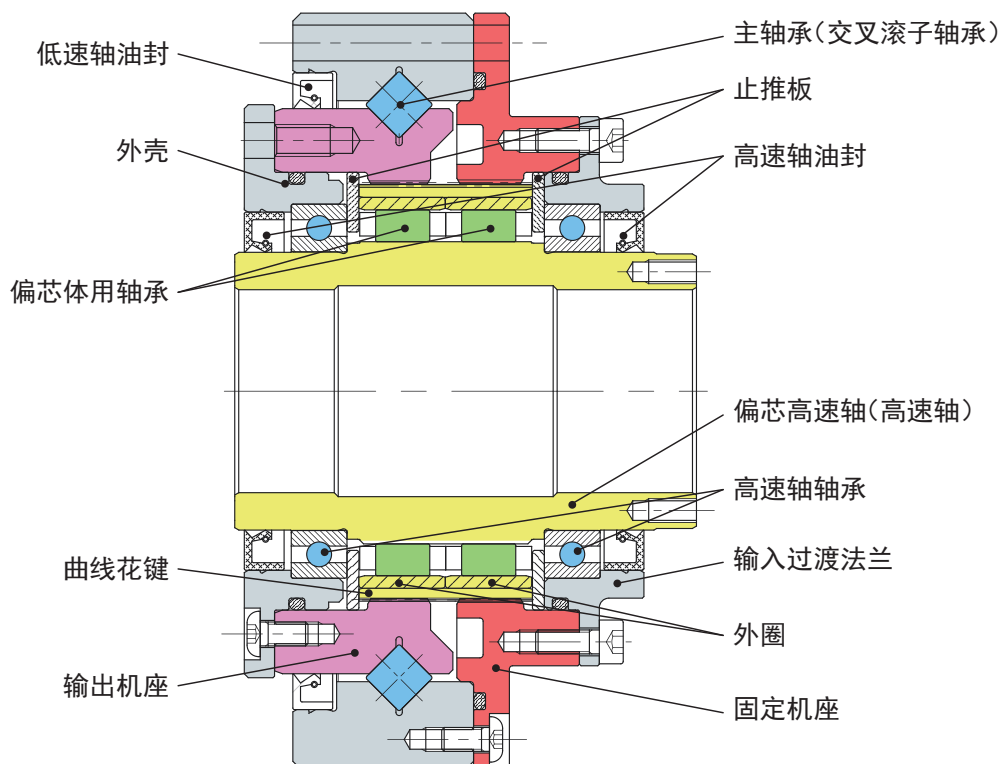 低速轴油封
外壳
偏芯体用轴承
曲线花键
输出机座
主轴承（交叉滚子轴承）
止推板
高速轴油封
偏芯高速轴（高速轴）
高速轴轴承
输入过渡法兰
外圈
固定机座